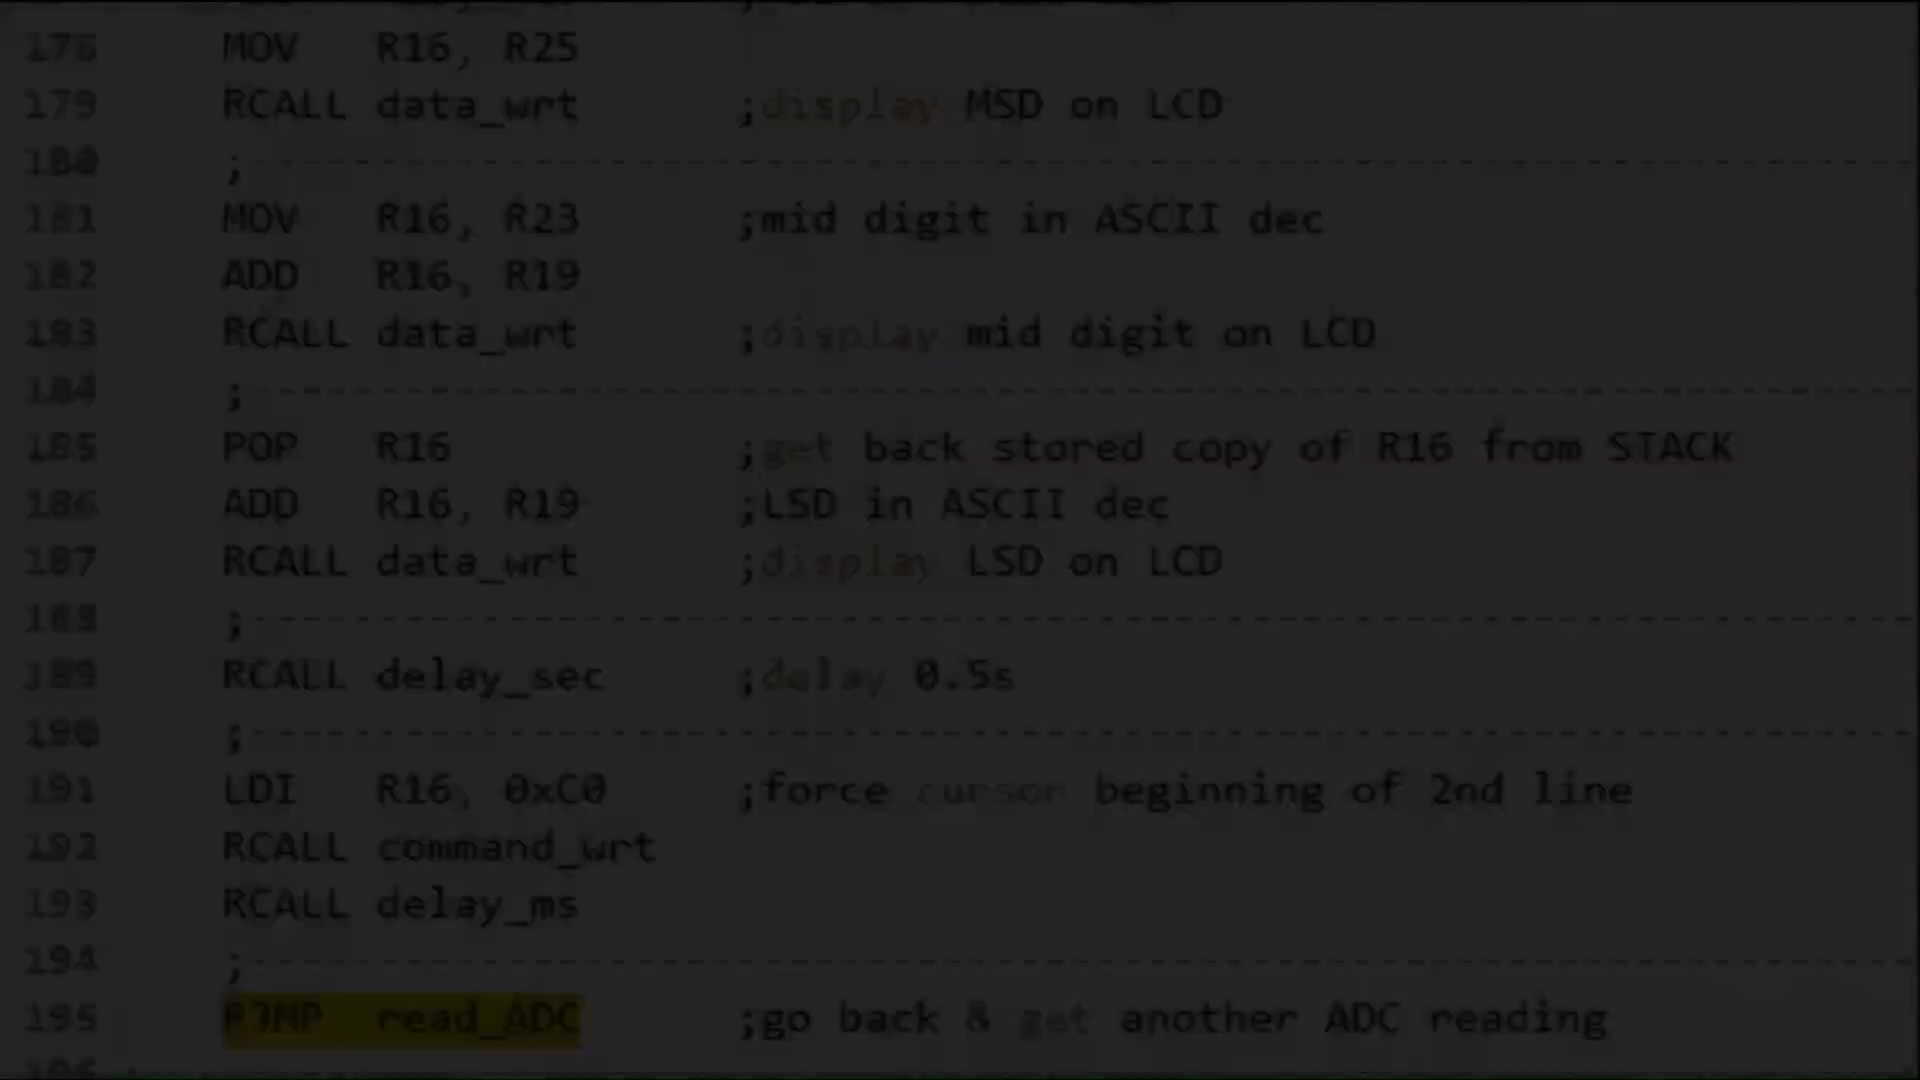 178 MOV R16, R25
179 RCALL data_wrt ;display MSD on LCD
180 ;--------------------------------------------------
181 MOV R16, R23 ;mid digit in ASCII dec
182 ADD R16, R19
183 RCALL data_wrt ;display mid digit on LCD
184 ;--------------------------------------------------
185 POP R16 ;get back stored copy of R16 from STACK
186 ADD R16, R19 ;LSD in ASCII dec
187 RCALL data_wrt ;display LSD on LCD
188 ;--------------------------------------------------
189 RCALL delay_sec ;delay 0.5s
190 ;--------------------------------------------------
191 LDI R16, 0xC0 ;force cursor beginning of 2nd line
192 RCALL command_wrt
193 RCALL delay_ms
194 ;--------------------------------------------------
195 RJMP read_ADC ;go back & get another ADC reading
196